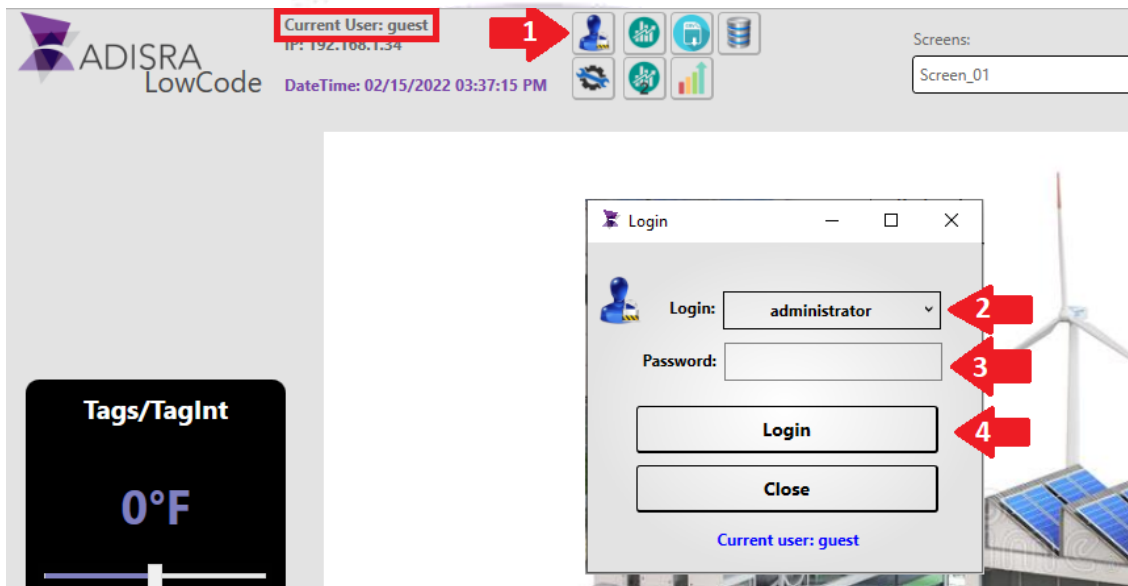 ADISRA
LowCode
Current User: guest
IP: 192.168.1.34
DateTime: 02/15/2022 03:37:15 PM
1
Screens:
Screen_01
Login
Login:
administrator
2
Password:
3
Login
4
Close
Current user: guest
Tags/TagInt
0°F